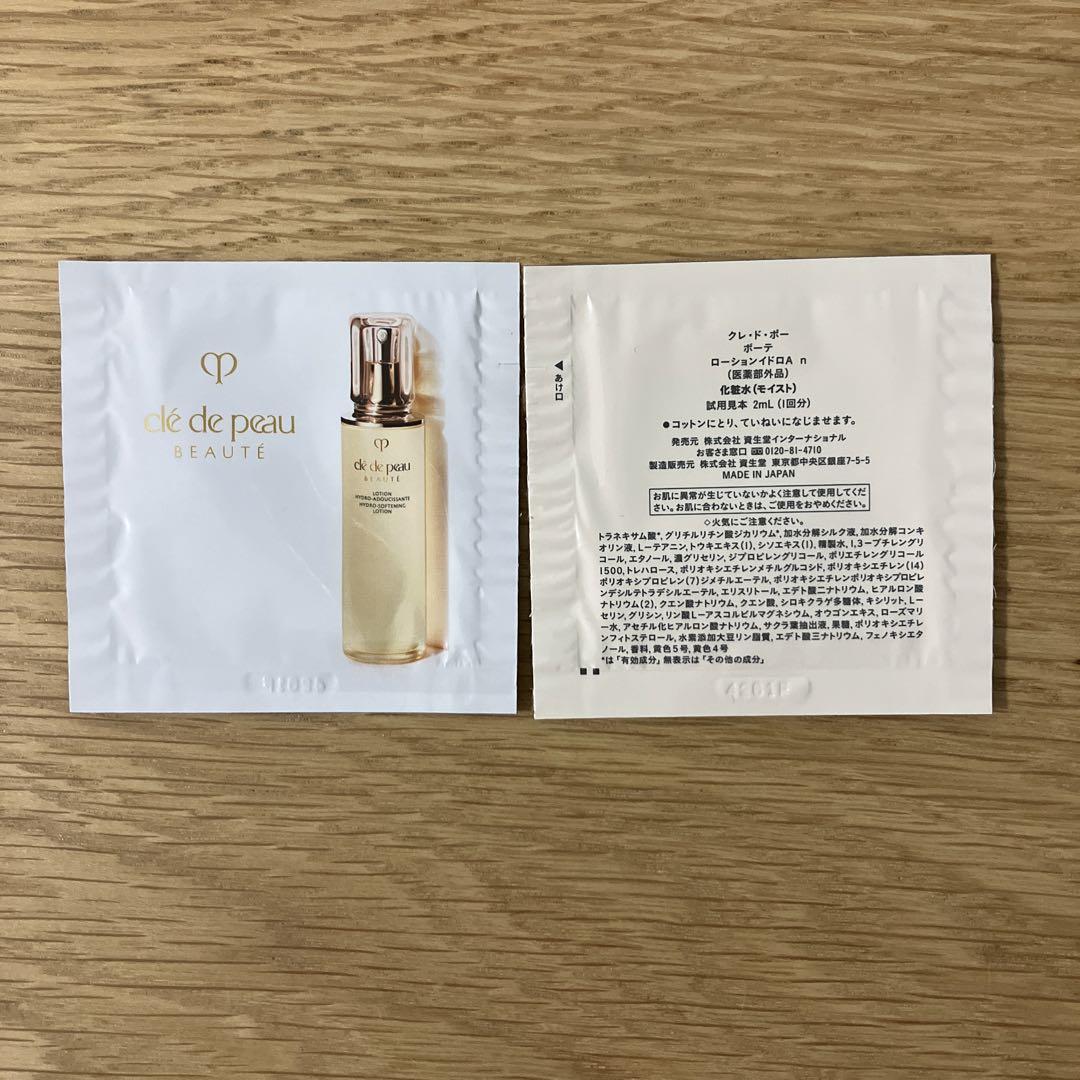 clé de peau
BEAUTÉ
clé de peau
BEAUTÉ
LOTION
HYDRO-ADOUCISSANTE
HYDRO-SOFTENING
LOTION
◀あけ口
クレ・ド・ポー
ボーテ
ローションイドロA n
(医薬部外品)
化粧水(モイスト)
試用見本 2mL (1回分)
●コットンにとり、ていねいになじませます。
発売元 株式会社 資生堂インターナショナル
お客さま窓口 0120-81-4710
製造販売元 株式会社 資生堂 東京都中央区銀座7-5-5
MADE IN JAPAN
お肌に異常が生じていないかよく注意して使用してくだ
さい。お肌に合わないときは、ご使用をおやめください。
◇火気にご注意ください。
トラネキサム酸*, グリチルリチン酸ジカリウム*, 加水分解シルク液, 加水分解コンキ
オリン液, L-テアニン, トウキエキス(1), シソエキス(1), 精製水, 1,3-ブチレングリ
コール, エタノール, 濃グリセリン, ジプロピレングリコール, ポリエチレングリコール
1500, トレハロース, ポリオキシエチレンメチルグルコシド, ポリオキシエチレン(14)
ポリオキシプロピレン(7)ジメチルエーテル, ポリオキシエチレンポリオキシプロピレ
ンデシルテトラデシルエーテル, エリスリトール, エデト酸二ナトリウム, ヒアルロン酸
ナトリウム(2), クエン酸ナトリウム, クエン酸, シロキクラゲ多糖体, キシリット, L-セ
リン, グリシン, リン酸L-アスコルビルマグネシウム, オウゴンエキス, ローズマリ
ー水, アセチル化ヒアルロン酸ナトリウム, サクラ葉抽出液, 果糖, ポリオキシエチレ
ンフィトステロール, 水素添加大豆リン脂質, エデト酸三ナトリウム, フェノキシエタ
ノール, 香料, 黄色5号, 黄色4号
*は「有効成分」無表示は「その他の成分」